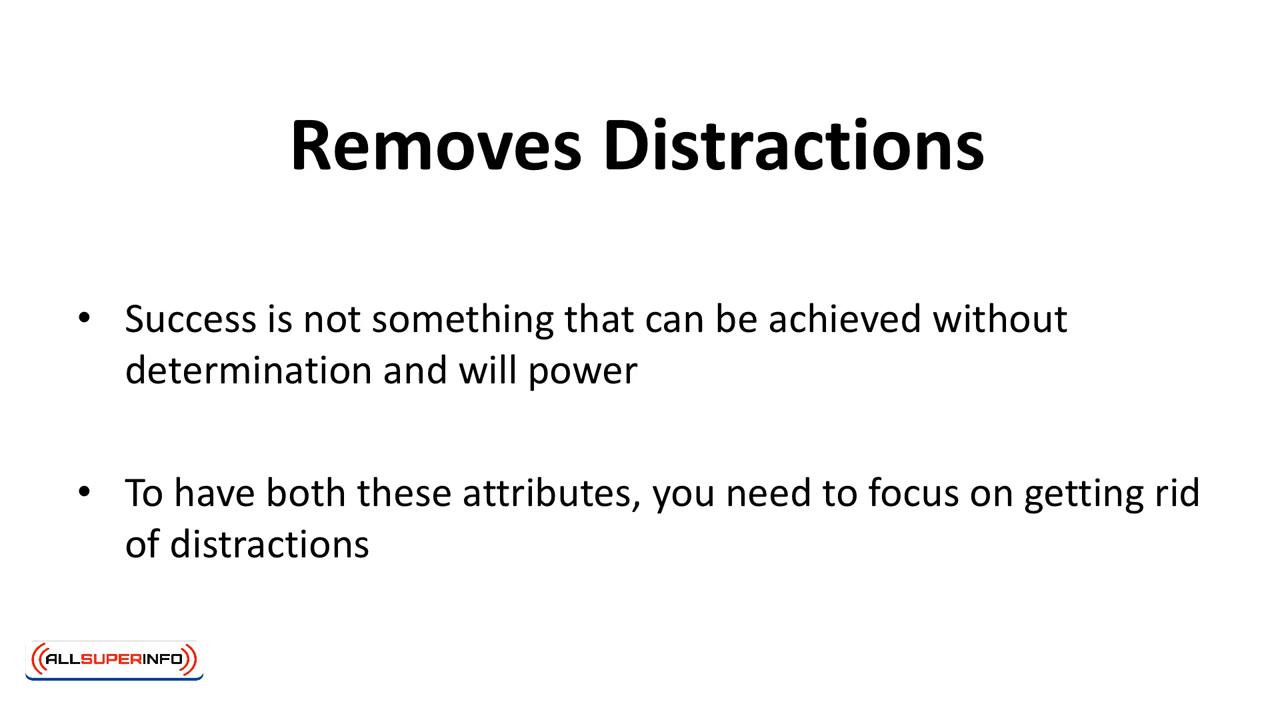 Removes Distractions
• Success is not something that can be achieved without
determination and will power
• To have both these attributes, you need to focus on getting rid
of distractions
ALLSUPERINFO